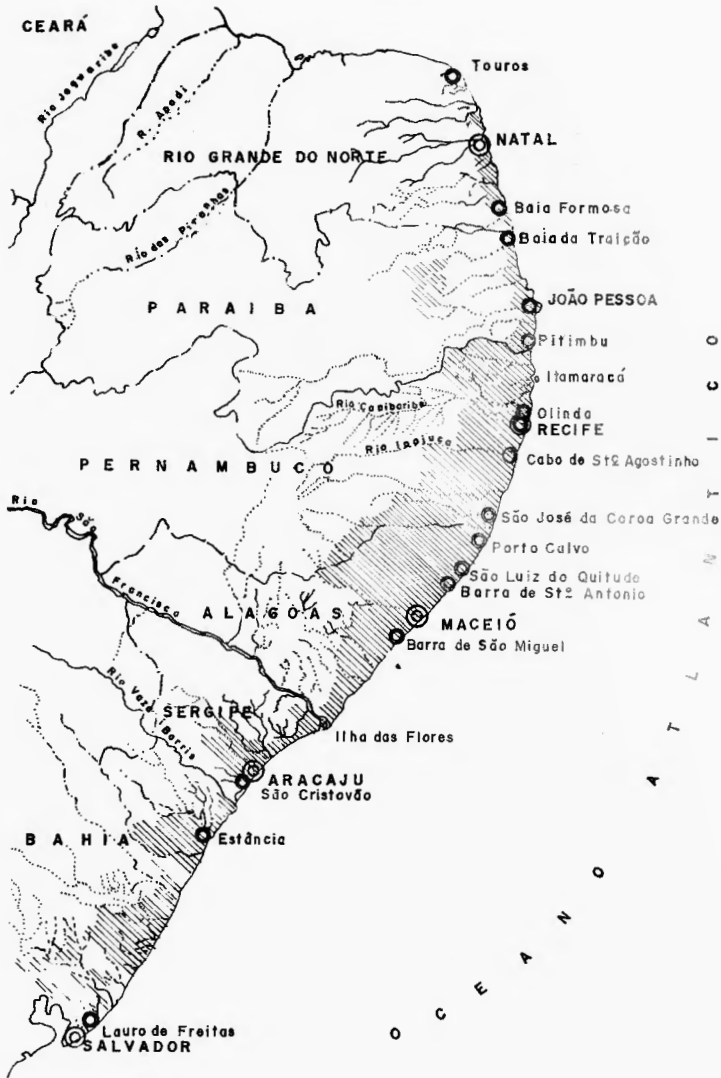 CEARÁ
Touros
Rio Jaguaribe
R. Apodi
NATAL
RIO GRANDE DO NORTE
Baia Formosa
Rio das Piranhas
Baia da Traição
JOÃO PESSOA
PARAIBA
Pitimbu
Itamaracá
Rio Capibaribe
Olinda
RECIFE
Rio Ipojuca
Cabo de Stº Agostinho
PERNAMBUCO
Rio São Francisco
São José da Coroa Grande
Porto Calvo
São Luiz do Quitude
Barra de Stº Antonio
ALAGOAS
MACEIÓ
Barra de São Miguel
Rio Vaza Barris
SERGIPE
Ilha das Flores
ARACAJU
São Cristovão
BAHIA
Estância
Lauro de Freitas
SALVADOR
OCEANO ATLANTICO